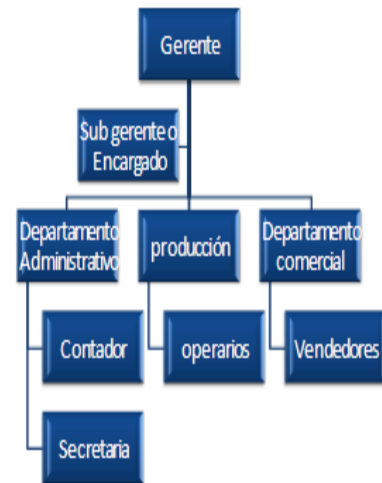 Gerente
Sub gerente o
Encargado
Departamento
Administrativo
producción
Departamento
comercial
Contador
operarios
Vendedores
Secretaria